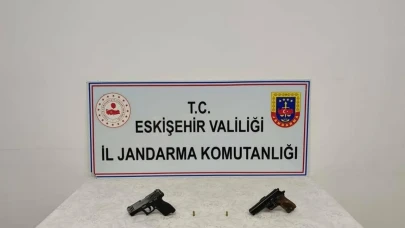 T.C.
ESKİŞEHİR VALİLİĞİ
İL JANDARMA KOMUTANLIĞI